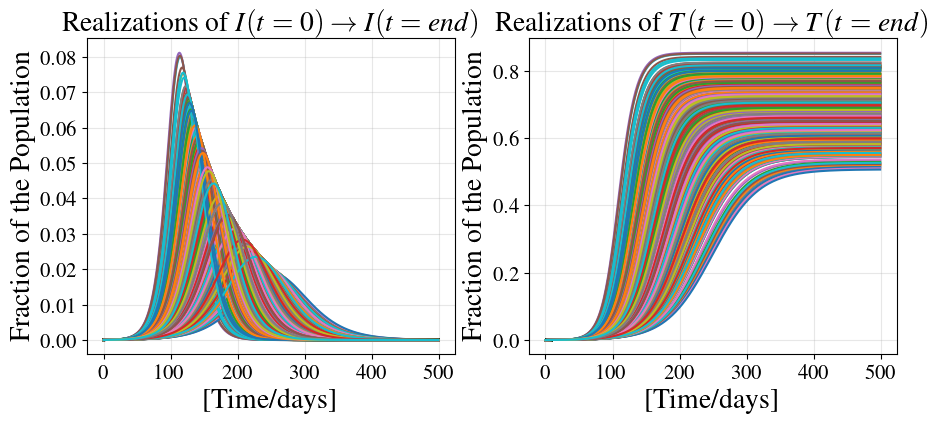 Realizations of I(t = 0) → I(t = end)
Fraction of the Population
0.08
0.07
0.06
0.05
0.04
0.03
0.02
0.01
0.00
0 100 200 300 400 500
[Time/days]
Realizations of T(t = 0) → T(t = end)
Fraction of the Population
0.8
0.6
0.4
0.2
0.0
0 100 200 300 400 500
[Time/days]